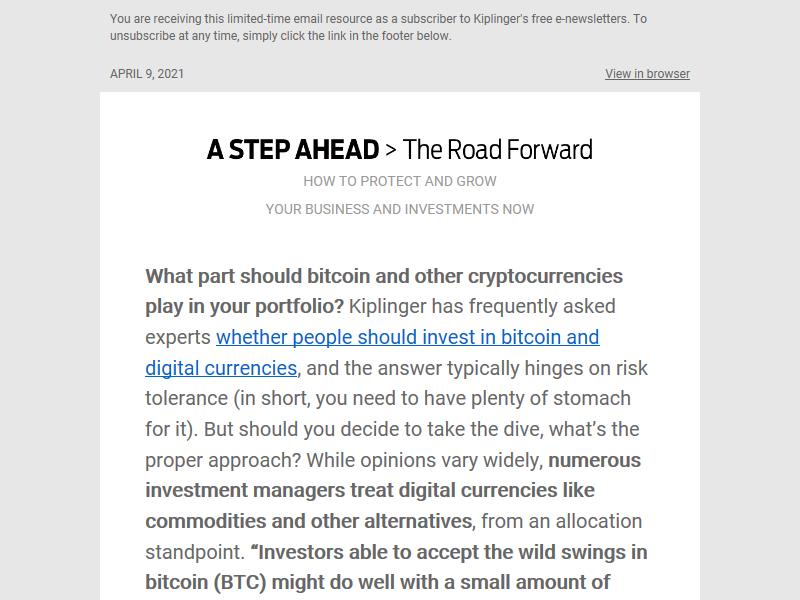 You are receiving this limited-time email resource as a subscriber to Kiplinger's free e-newsletters. To
unsubscribe at any time, simply click the link in the footer below.
APRIL 9, 2021 View in browser
A STEP AHEAD > The Road Forward
HOW TO PROTECT AND GROW
YOUR BUSINESS AND INVESTMENTS NOW
What part should bitcoin and other cryptocurrencies
play in your portfolio? Kiplinger has frequently asked
experts whether people should invest in bitcoin and
digital currencies, and the answer typically hinges on risk
tolerance (in short, you need to have plenty of stomach
for it). But should you decide to take the dive, what’s the
proper approach? While opinions vary widely, numerous
investment managers treat digital currencies like
commodities and other alternatives, from an allocation
standpoint. “Investors able to accept the wild swings in
bitcoin (BTC) might do well with a small amount of